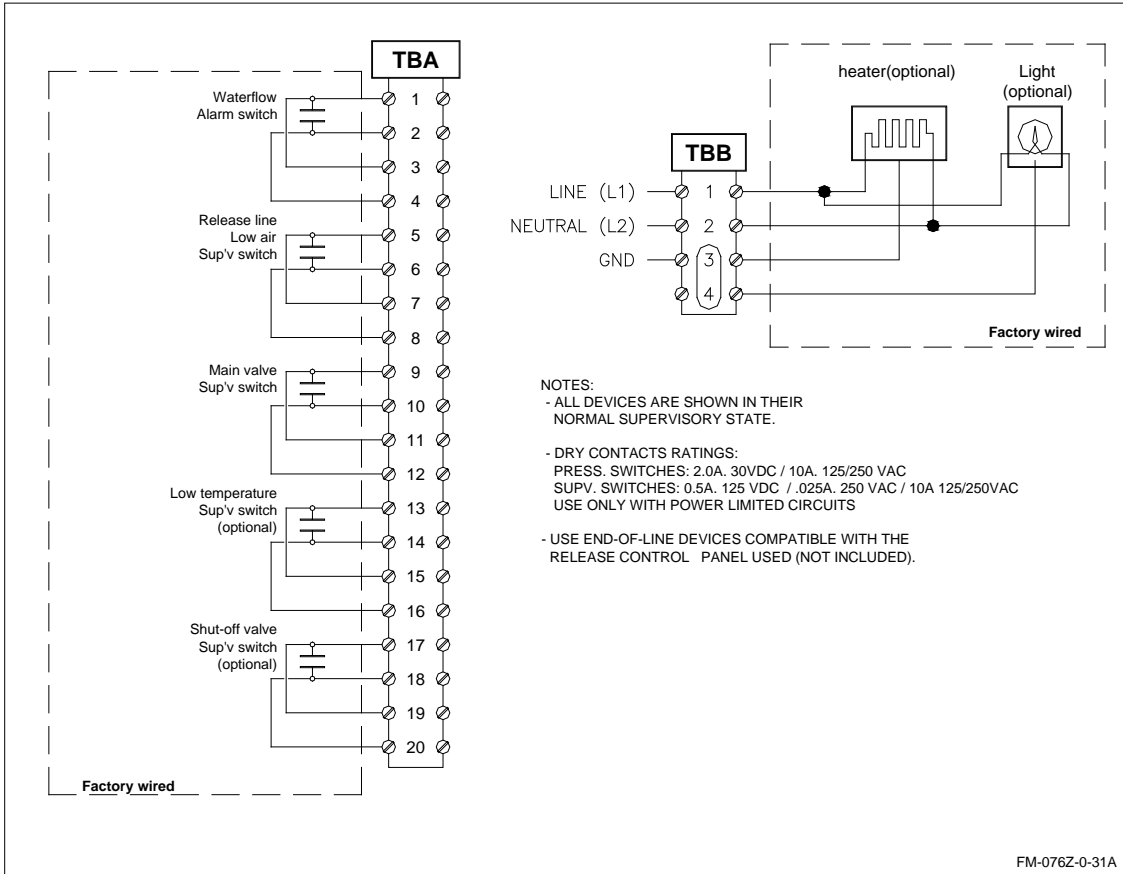 TBA
Waterflow
Alarm switch
1
2
3
4
Release line
Low air
Sup'v switch
5
6
7
8
Main valve
Sup'v switch
9
10
11
12
Low temperature
Sup'v switch
(optional)
13
14
15
16
Shut-off valve
Sup'v switch
(optional)
17
18
19
20
Factory wired
heater(optional)
Light
(optional)
TBB
LINE (L1)
1
NEUTRAL (L2)
2
GND
3
4
Factory wired
NOTES:
- ALL DEVICES ARE SHOWN IN THEIR
NORMAL SUPERVISORY STATE.
- DRY CONTACTS RATINGS:
PRESS. SWITCHES: 2.0A. 30VDC / 10A. 125/250 VAC
SUPV. SWITCHES: 0.5A. 125 VDC / .025A. 250 VAC / 10A 125/250VAC
USE ONLY WITH POWER LIMITED CIRCUITS
- USE END-OF-LINE DEVICES COMPATIBLE WITH THE
RELEASE CONTROL PANEL USED (NOT INCLUDED).
FM-076Z-0-31A